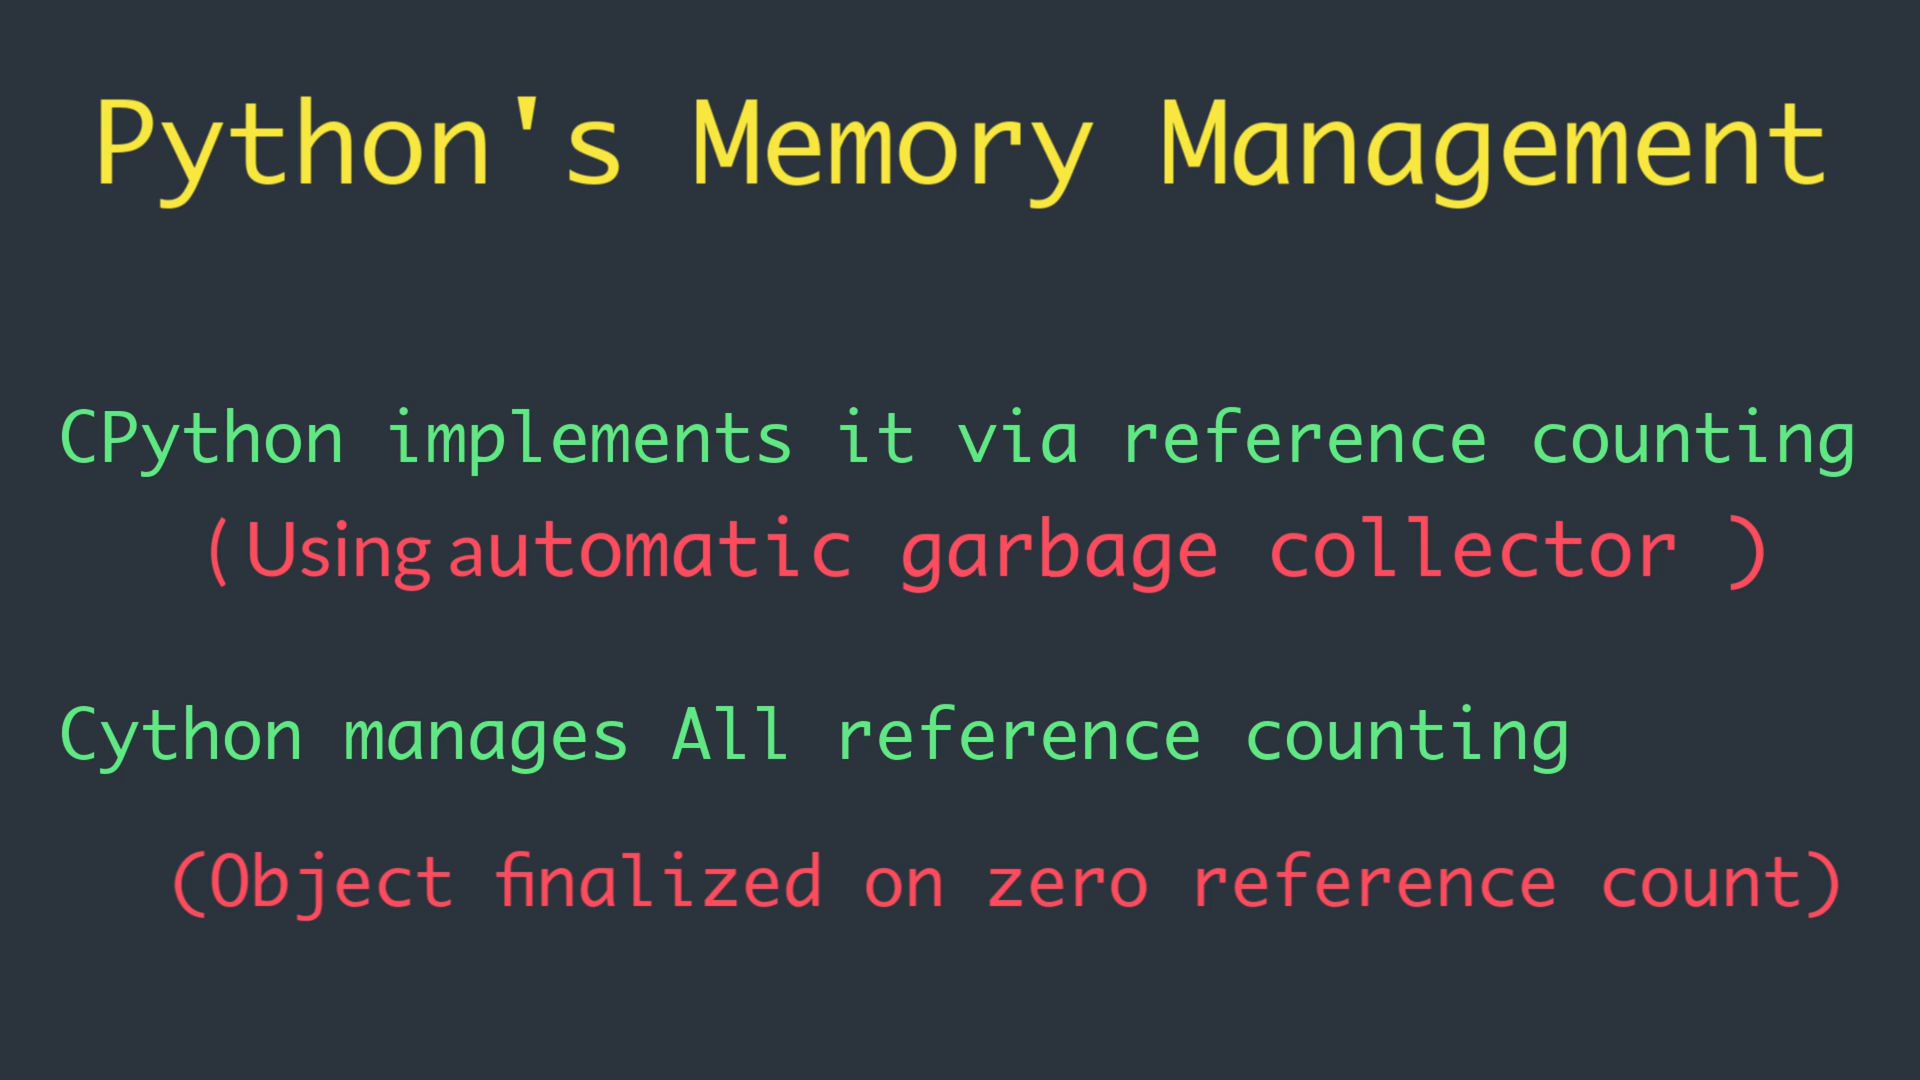 Python's Memory Management
CPython implements it via reference counting
(Using automatic garbage collector )
Cython manages All reference counting
(Object finalized on zero reference count)